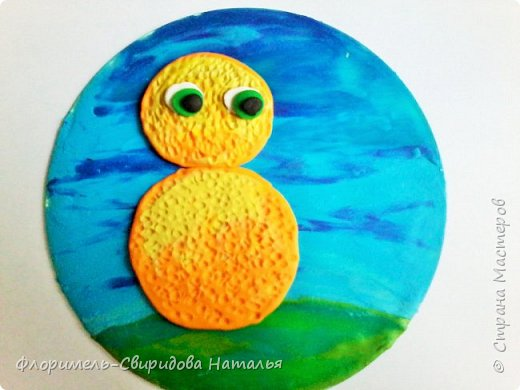 Флоримель-Свиридова Наталья
© Страна Мастеров